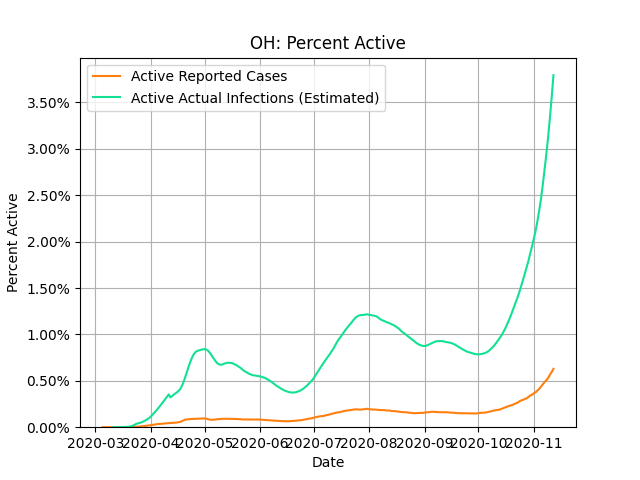 OH: Percent Active
Active Reported Cases
Active Actual Infections (Estimated)
3.50%
3.00%
2.50%
2.00%
1.50%
1.00%
0.50%
0.00%
Percent Active
2020-03 2020-04 2020-05 2020-06 2020-07 2020-08 2020-09 2020-10 2020-11
Date